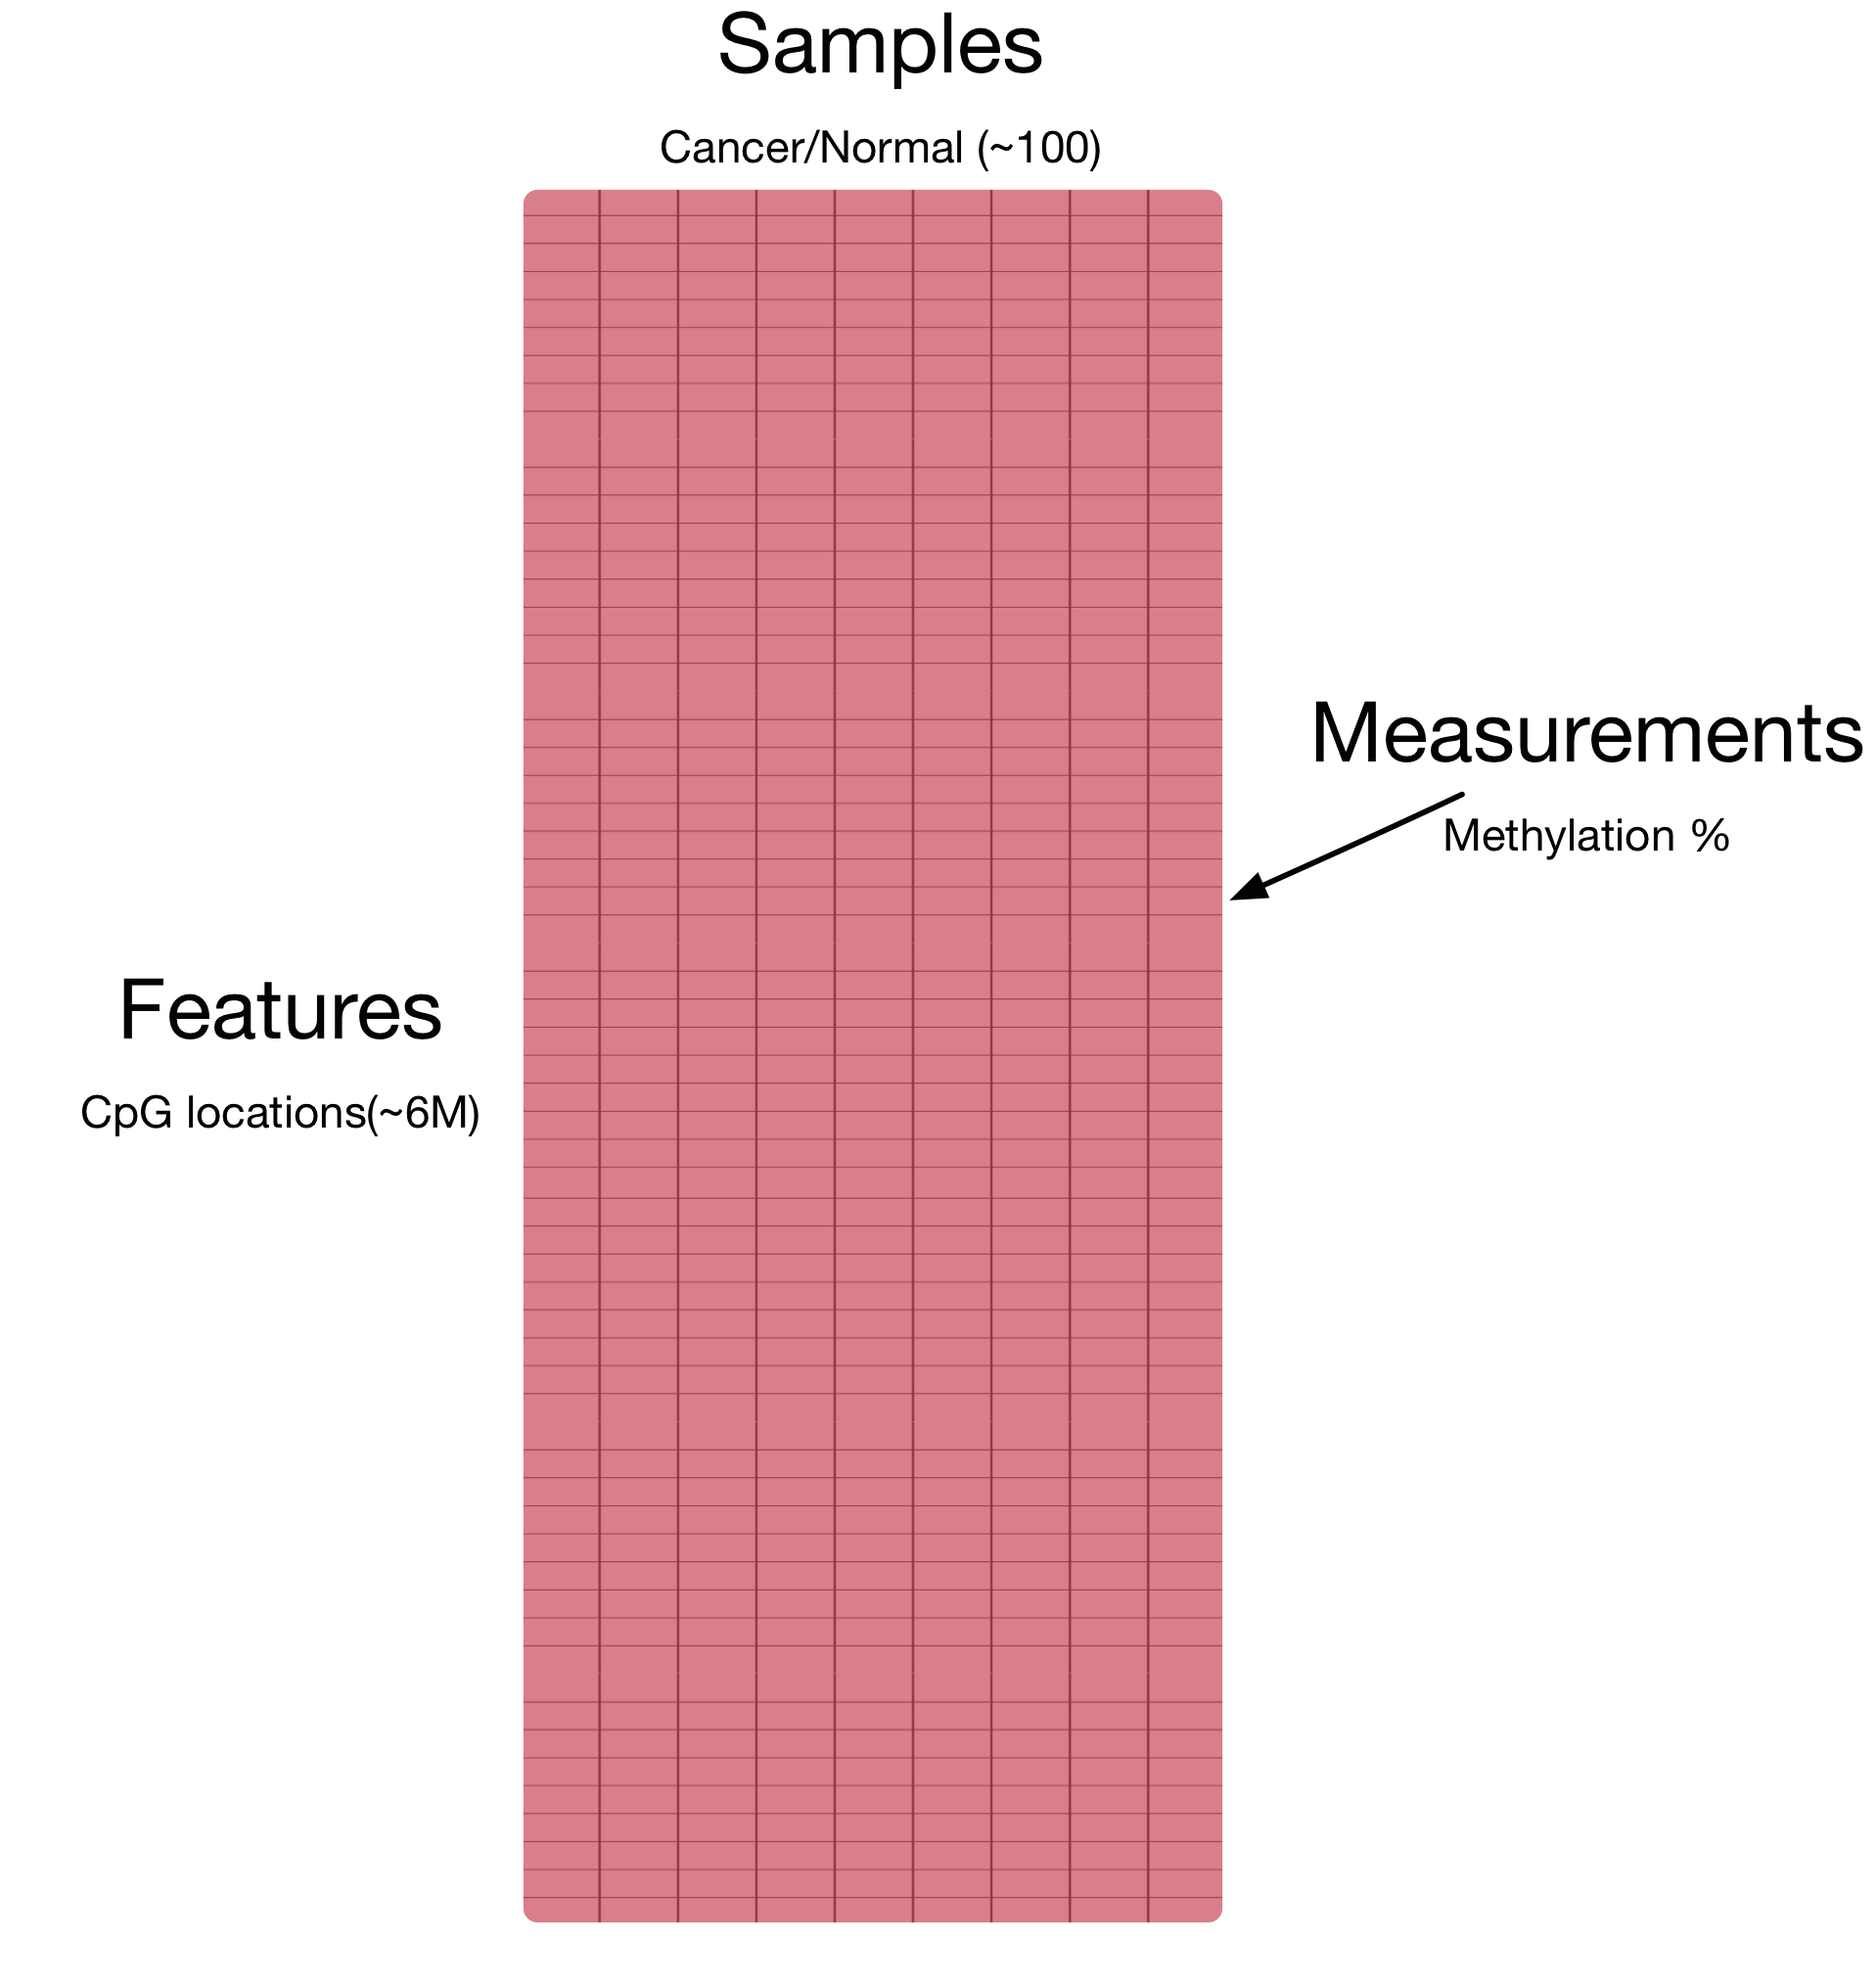 Samples
Cancer/Normal (~100)
Measurements
Methylation %
Features
CpG locations(~6M)